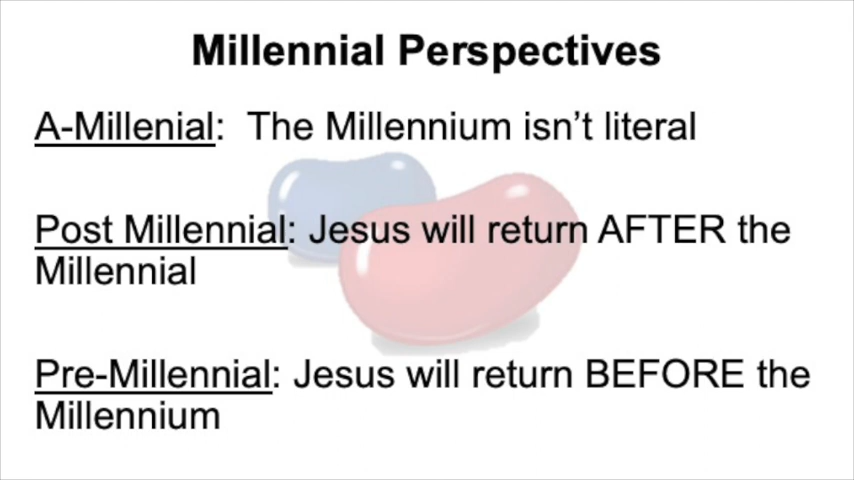 Millennial Perspectives
A-Millenial: The Millennium isn't literal
Post Millennial: Jesus will return AFTER the
Millennial
Pre-Millennial: Jesus will return BEFORE the
Millennium